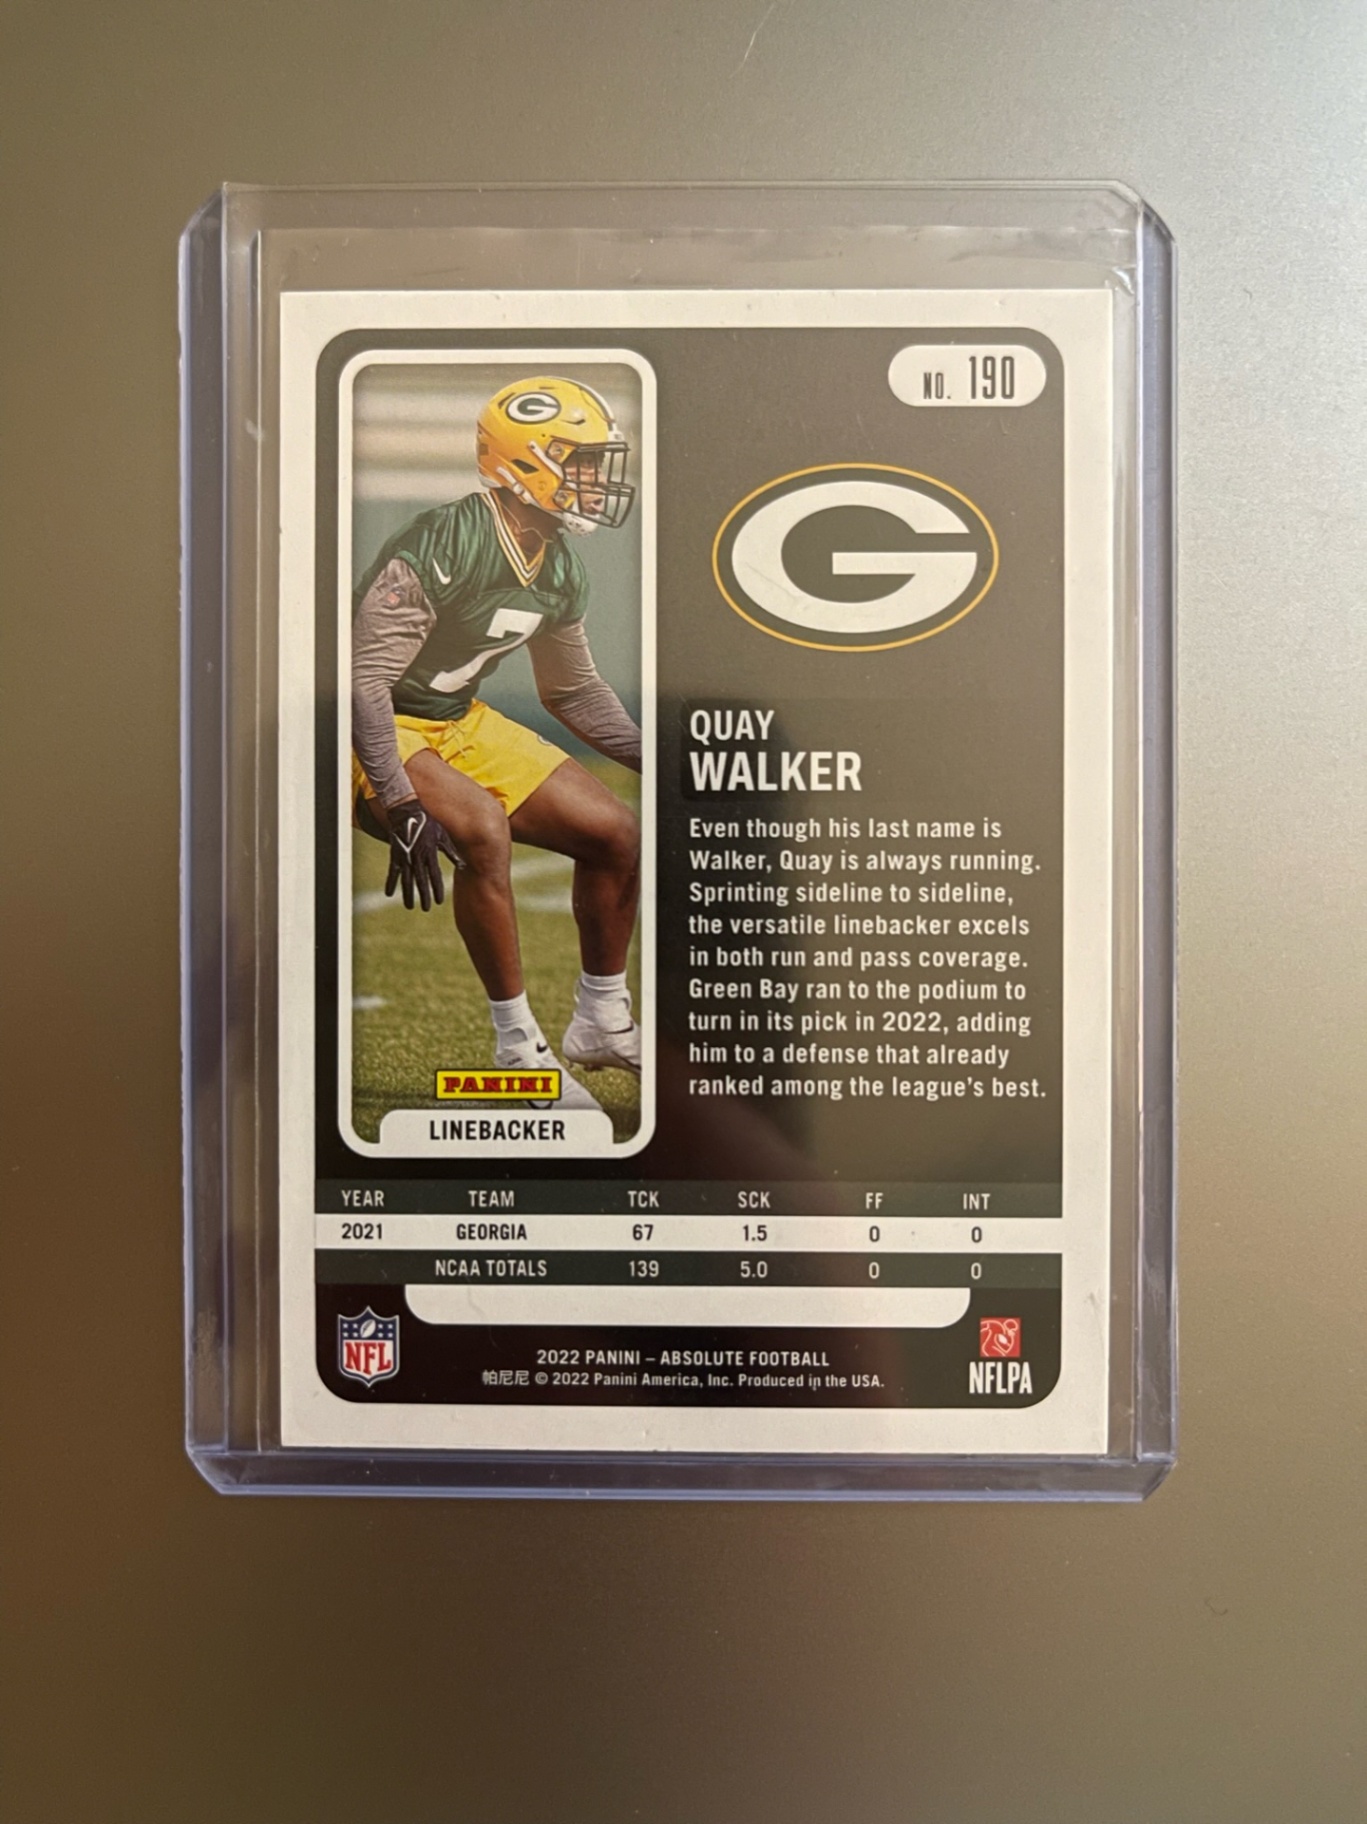 NO. 190
G
G
7
QUAY
WALKER
Even though his last name is
Walker, Quay is always running.
Sprinting sideline to sideline,
the versatile linebacker excels
in both run and pass coverage.
Green Bay ran to the podium to
turn in its pick in 2022, adding
him to a defense that already
ranked among the league's best.
PANINI
LINEBACKER
YEAR TEAM TCK SCK FF INT
2021 GEORGIA 67 1.5 0 0
NCAA TOTALS 139 5.0 0 0
NFL
2022 PANINI – ABSOLUTE FOOTBALL
帕尼尼 © 2022 Panini America, Inc. Produced in the USA.
NFLPA